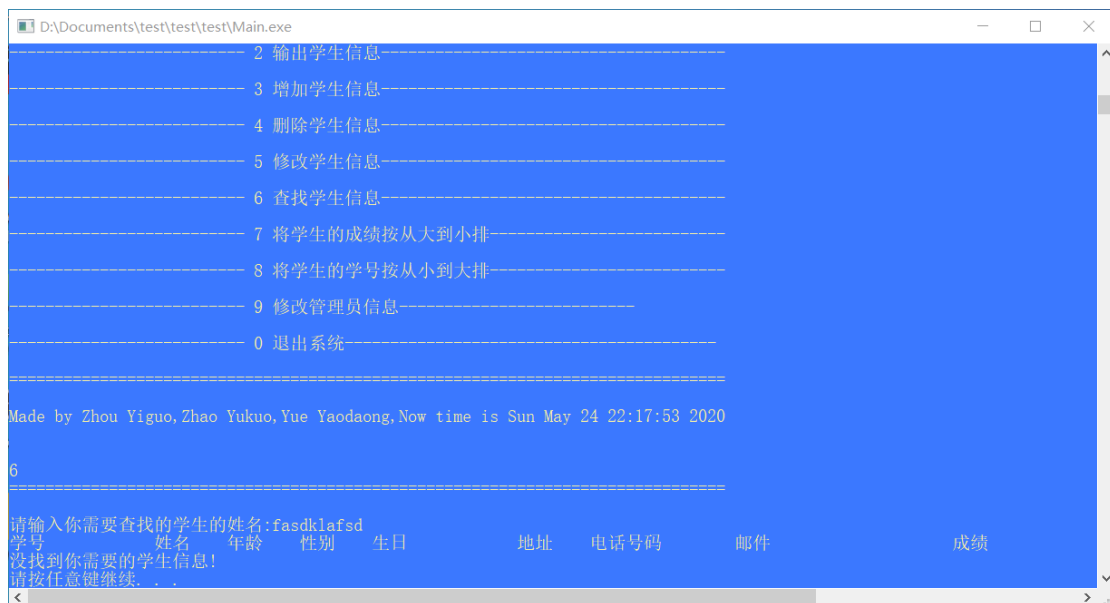 D:\Documents\test\test\test\Main.exe
-------------------------- 2 输出学生信息--------------------------------------
-------------------------- 3 增加学生信息--------------------------------------
-------------------------- 4 删除学生信息--------------------------------------
-------------------------- 5 修改学生信息--------------------------------------
-------------------------- 6 查找学生信息--------------------------------------
-------------------------- 7 将学生的成绩按从大到小排--------------------------
-------------------------- 8 将学生的学号按从小到大排--------------------------
-------------------------- 9 修改管理员信息--------------------------
-------------------------- 0 退出系统-----------------------------------------
===============================================================================
Made by Zhou Yiguo,Zhao Yukuo,Yue Yaodaong,Now time is Sun May 24 22:17:53 2020
6
===============================================================================
请输入你需要查找的学生的姓名:fasdklafsd
学号 姓名 年龄 性别 生日 地址 电话号码 邮件 成绩
没找到你需要的学生信息!
请按任意键继续. . .